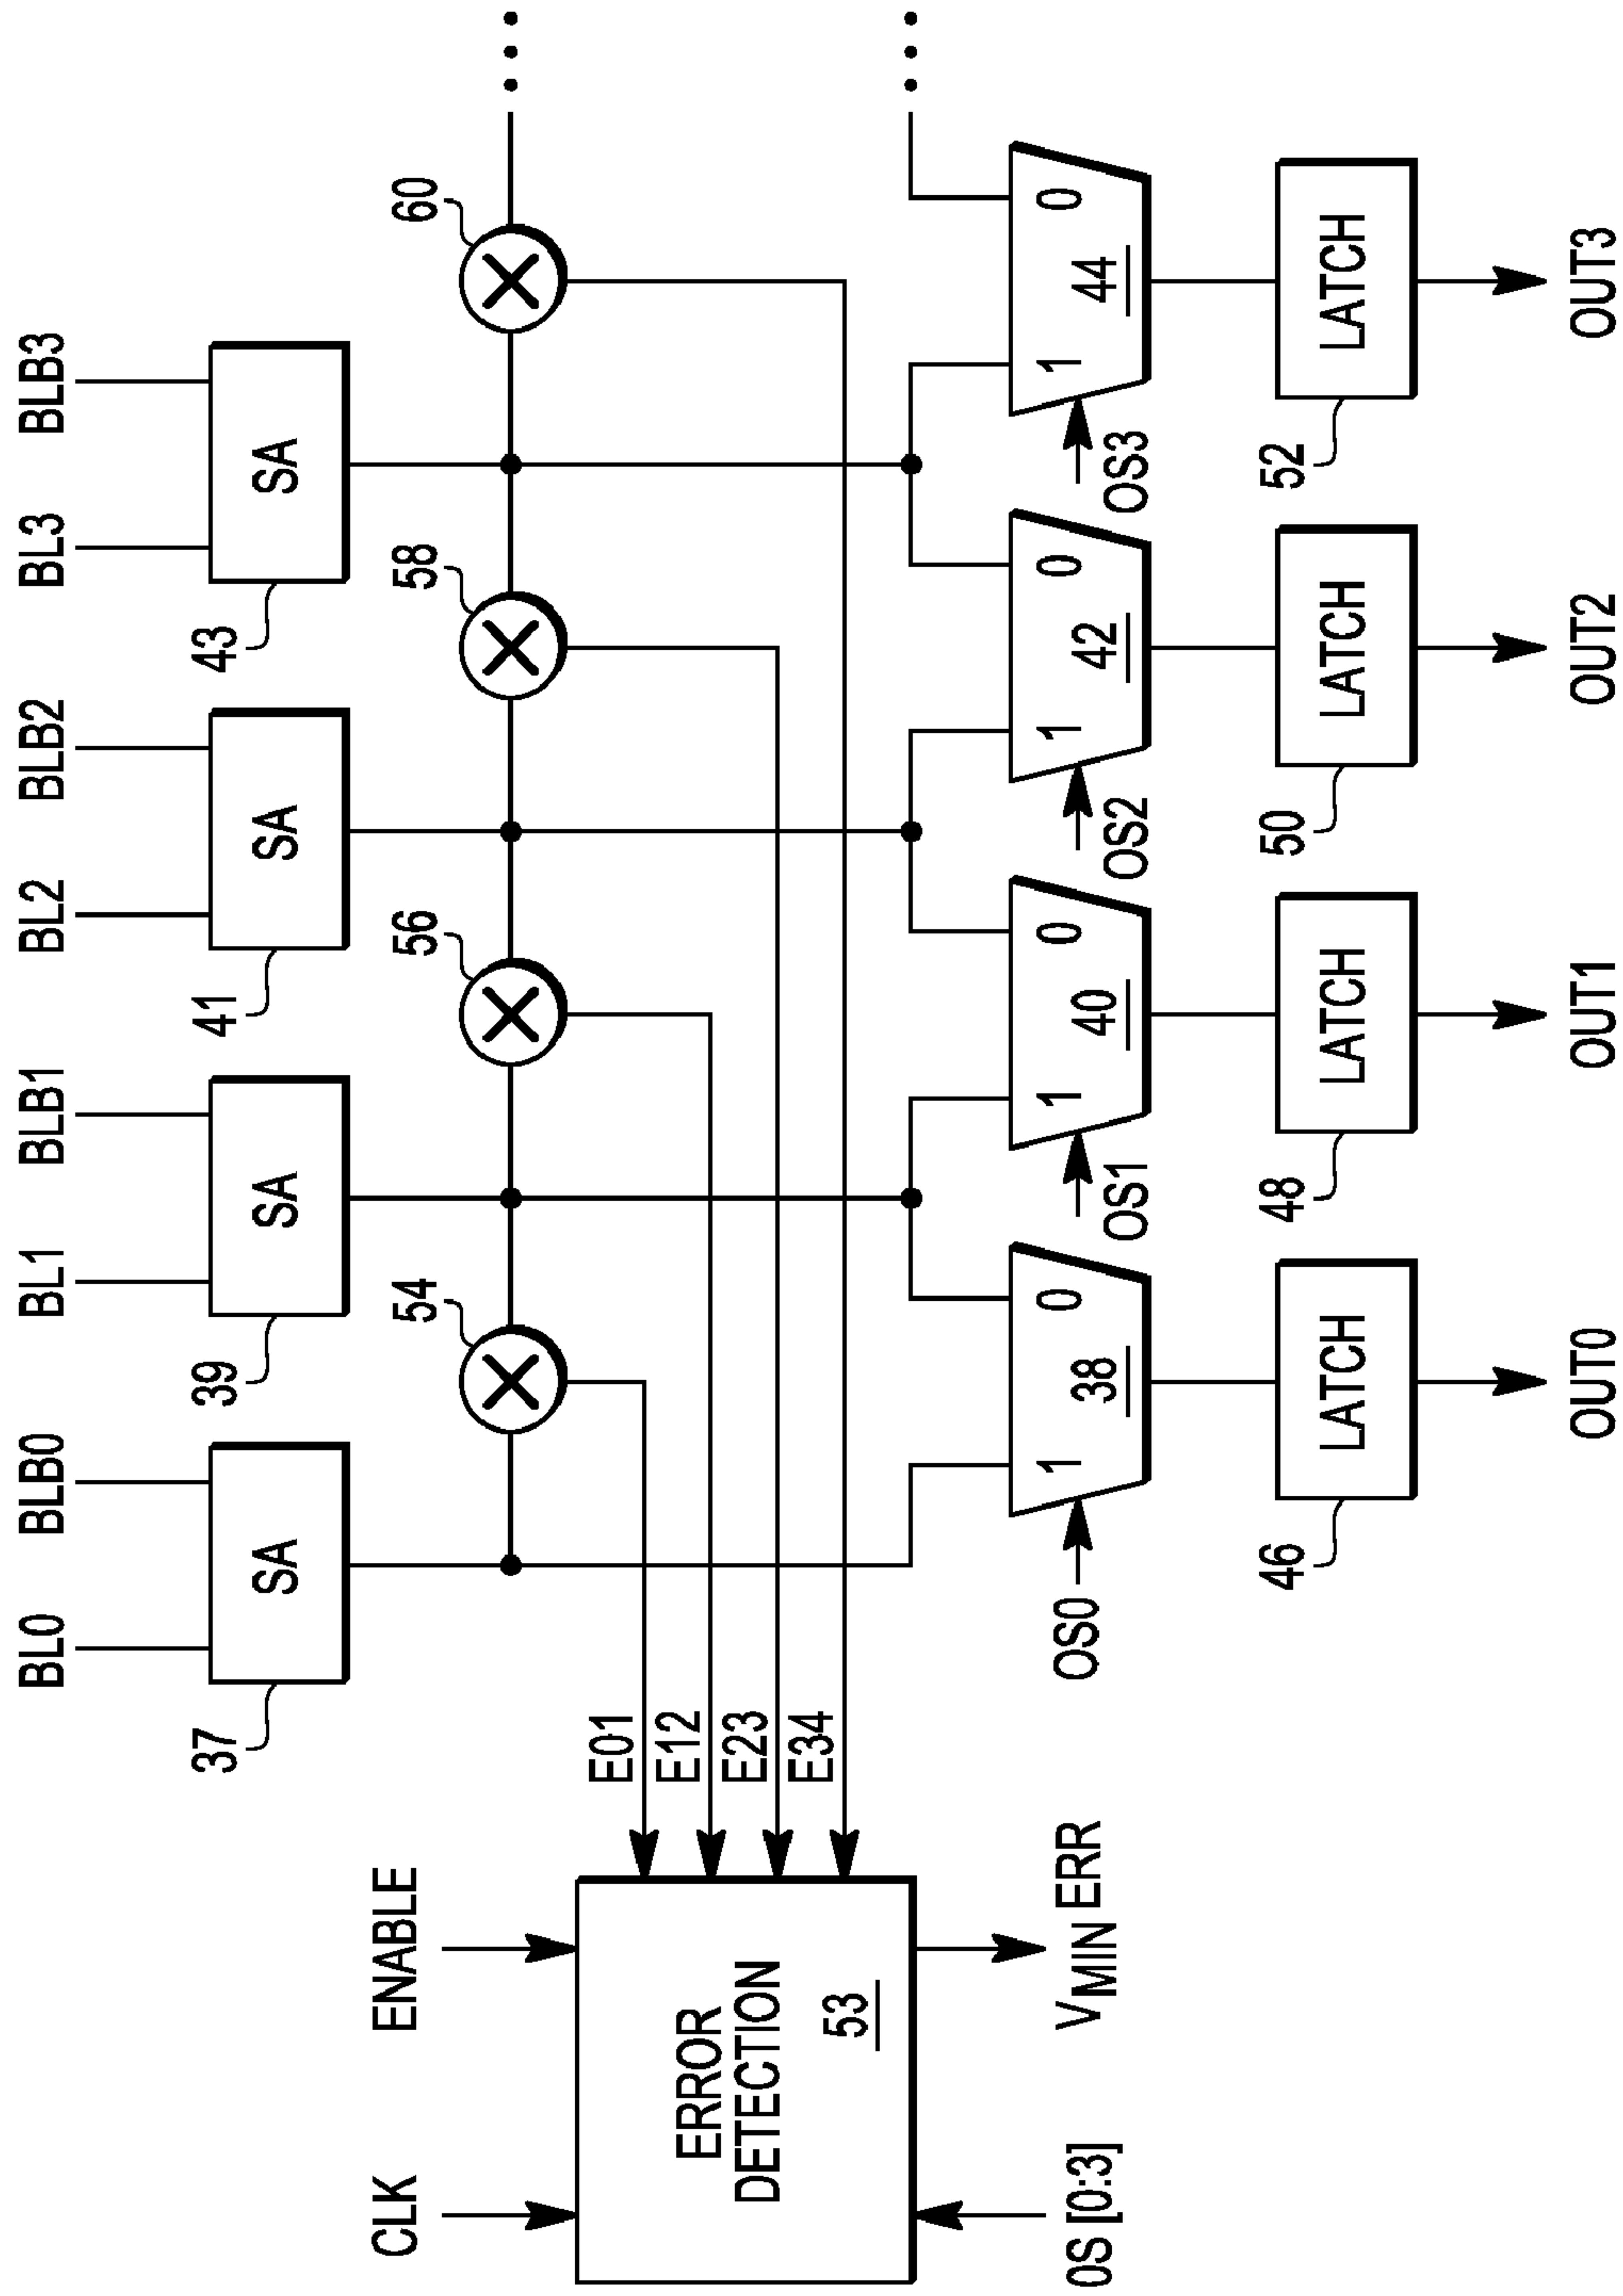 BL0
BLB0
BL1
BLB1
BL2
BLB2
BL3
BLB3
37
SA
39
SA
41
SA
43
SA
CLK
ENABLE
54
56
58
60
ERROR
DETECTION
53
E01
E12
E23
E34
OS [0:3]
VMIN ERR
OS0
1
38
0
OS1
1
40
0
OS2
1
42
0
OS3
1
44
0
46
LATCH
48
LATCH
50
LATCH
52
LATCH
OUT0
OUT1
OUT2
OUT3